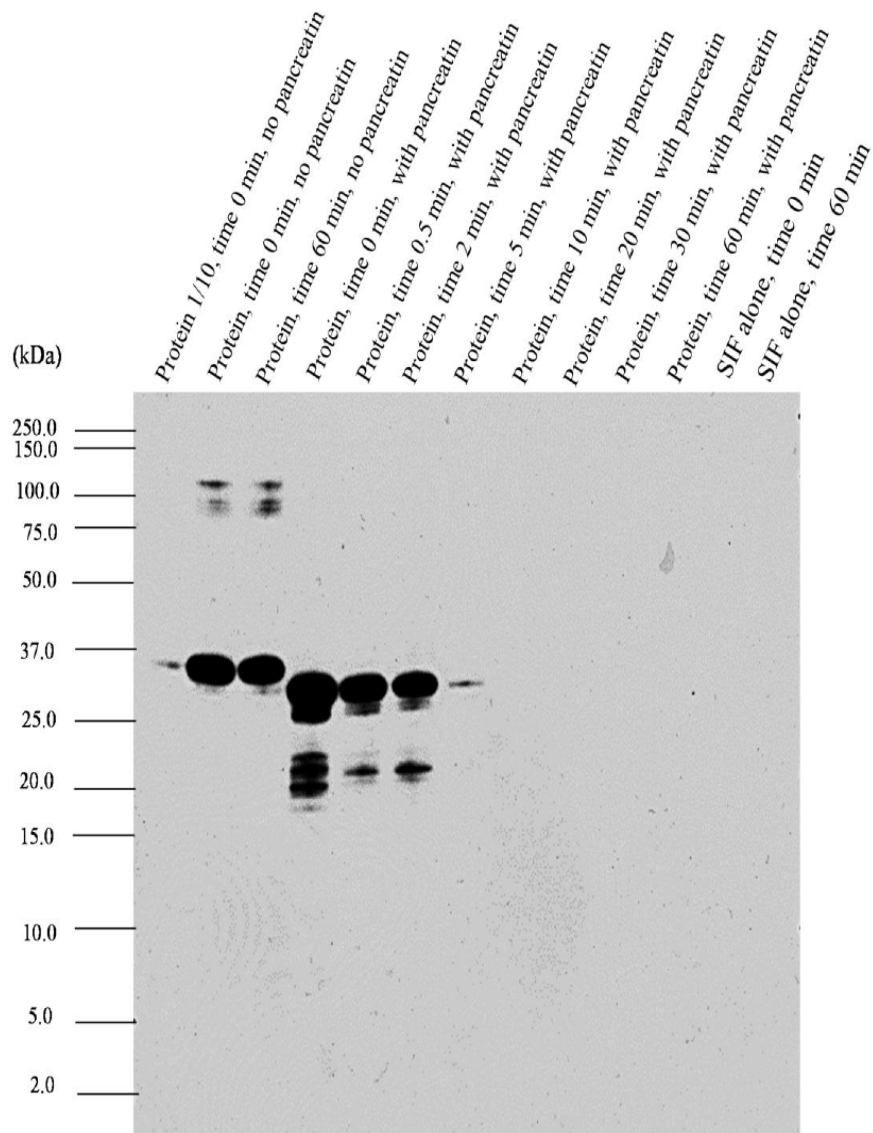 Protein 1/10, time 0 min, no pancreatin
Protein, time 0 min, no pancreatin
Protein, time 60 min, no pancreatin
Protein, time 0 min, with pancreatin
Protein, time 0.5 min, with pancreatin
Protein, time 2 min, with pancreatin
Protein, time 5 min, with pancreatin
Protein, time 10 min, with pancreatin
Protein, time 20 min, with pancreatin
Protein, time 30 min, with pancreatin
Protein, time 60 min, with pancreatin
SIF alone, time 0 min
SIF alone, time 60 min
(kDa)
250.0
150.0
100.0
75.0
50.0
37.0
25.0
20.0
15.0
10.0
5.0
2.0